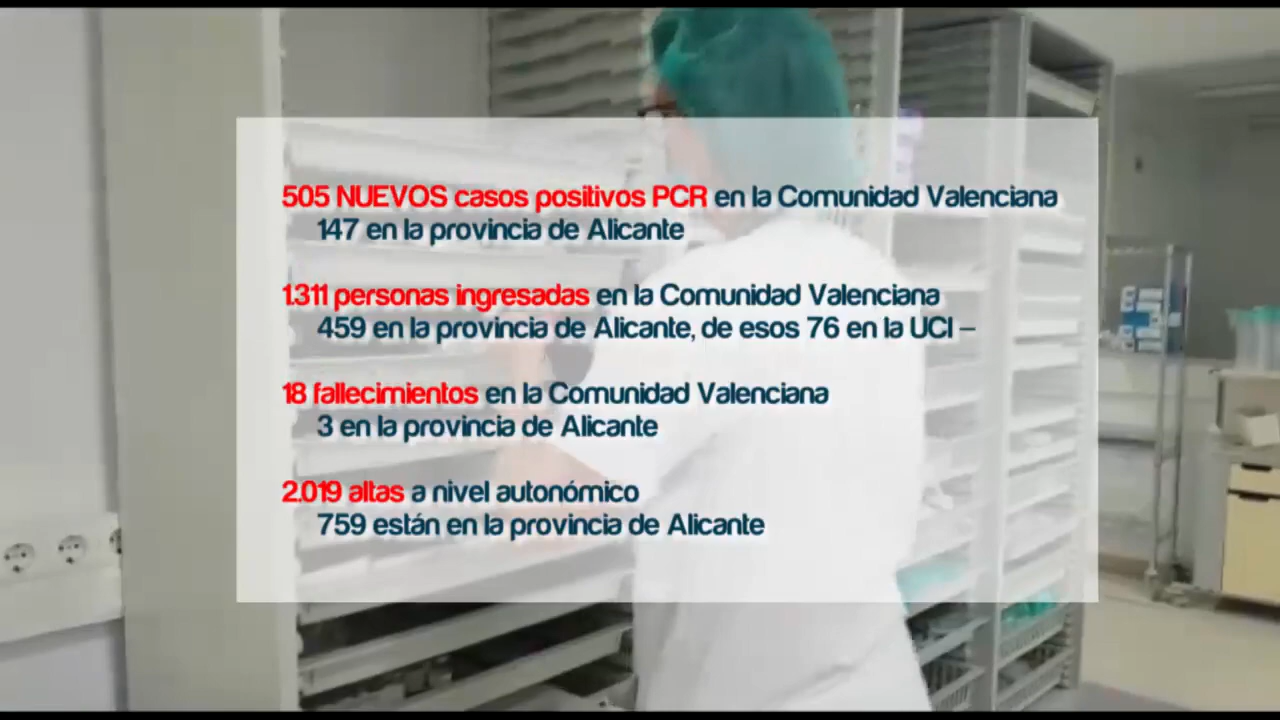 505 NUEVOS casos positivos PCR en la Comunidad Valenciana
147 en la provincia de Alicante
1.311 personas ingresadas en la Comunidad Valenciana
459 en la provincia de Alicante, de esos 76 en la UCI –
18 fallecimientos en la Comunidad Valenciana
3 en la provincia de Alicante
2.019 altas a nivel autonómico
759 están en la provincia de Alicante